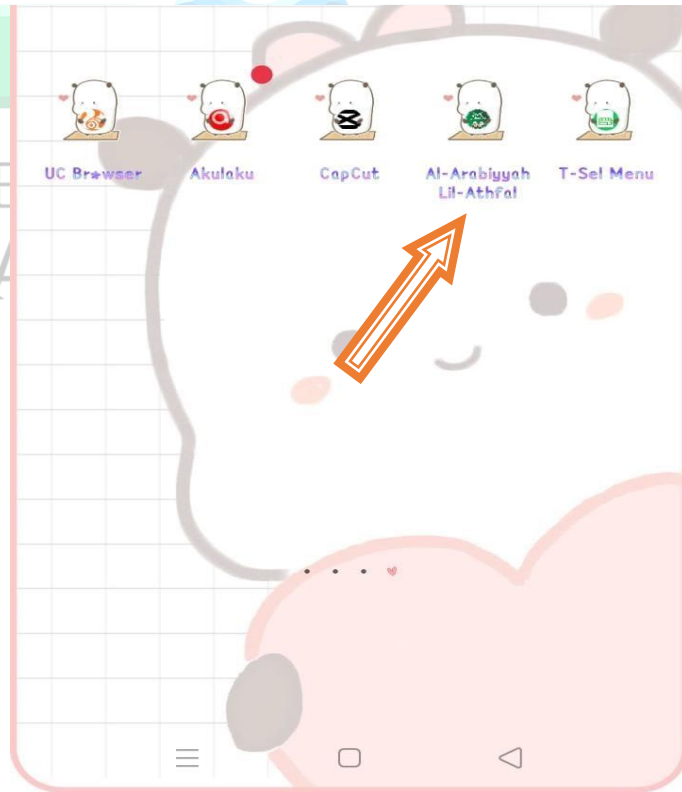 UC Browser
Akulaku
CapCut
Al-Arabiyyah
Lil-Athfal
T-Sel Menu